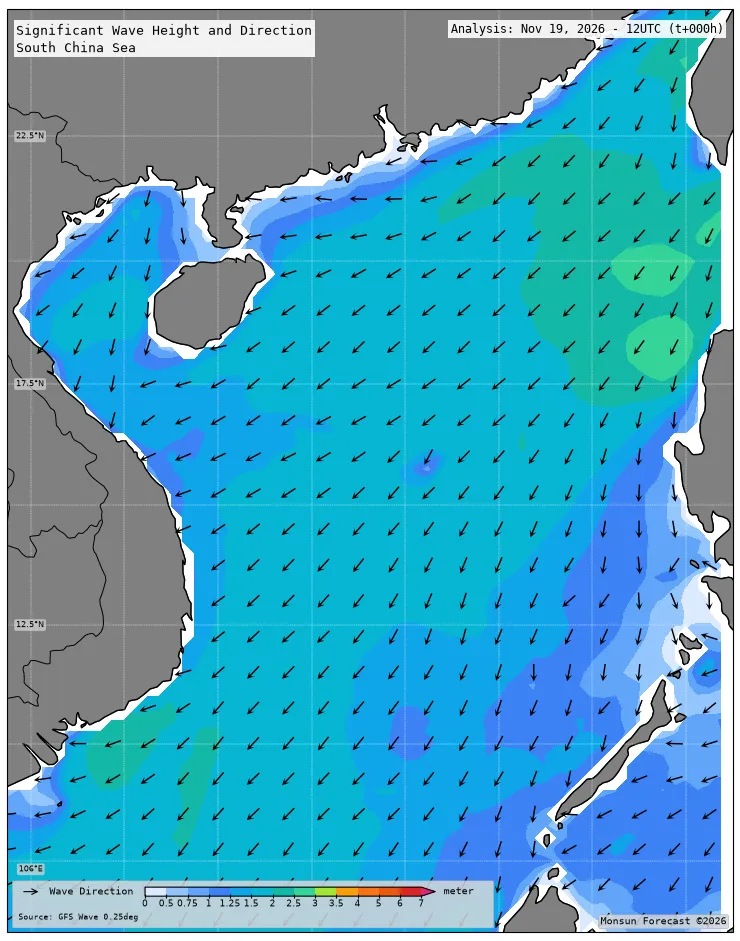 Significant Wave Height and Direction
South China Sea
Analysis: Nov 19, 2026 - 12UTC (t+000h)
22.5°N
17.5°N
12.5°N
106°E
Wave Direction
meter
0 0.5 0.75 1 1.25 1.5 2 2.5 3 3.5 4 5 6 7
Source: GFS Wave 0.25deg
Monsun Forecast ©2026